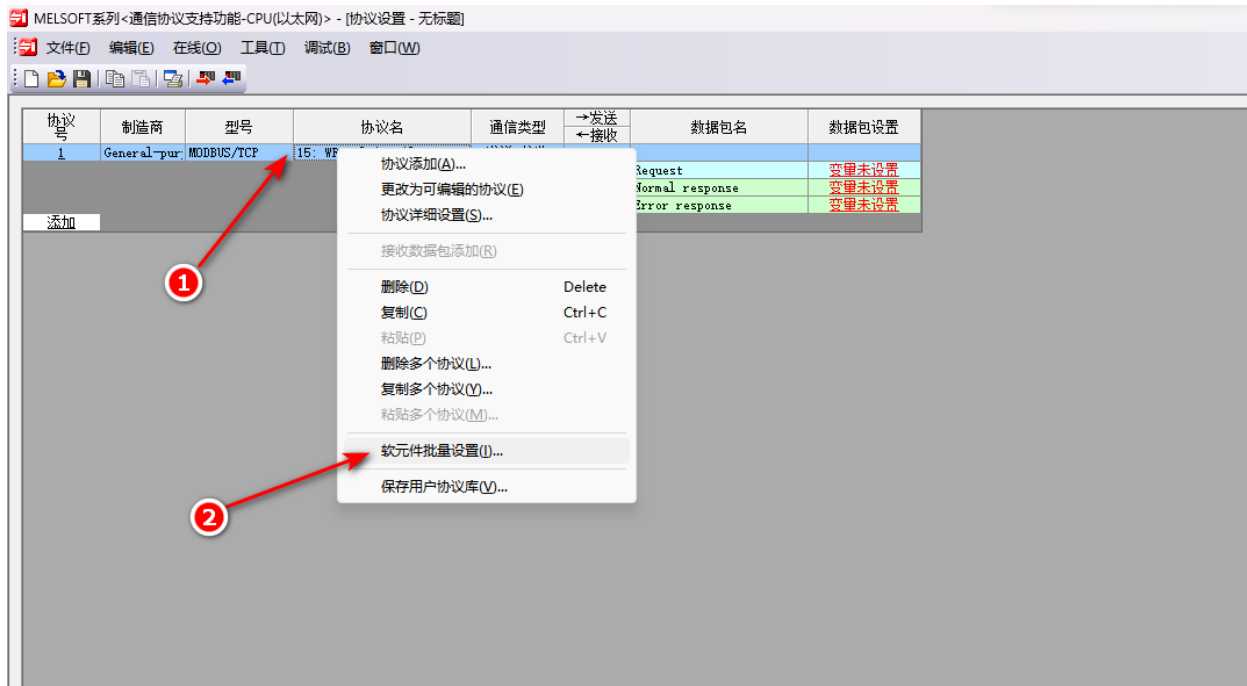 MELSOFT系列<通信协议支持功能-CPU(以太网)> - [协议设置 - 无标题]
文件(F) 编辑(E) 在线(O) 工具(T) 调试(B) 窗口(W)
协议号 制造商 型号 协议名 通信类型 →发送 ←接收 数据包名 数据包设置
1 General-pur: MODBUS/TCP 15: WR
Request 变量未设置
Normal response 变量未设置
Error response 变量未设置
添加
协议添加(A)...
更改为可编辑的协议(E)
协议详细设置(S)...
接收数据包添加(R)
删除(D) Delete
复制(C) Ctrl+C
粘贴(P) Ctrl+V
删除多个协议(L)...
复制多个协议(Y)...
粘贴多个协议(M)...
软元件批量设置(I)...
保存用户协议库(V)...
1
2